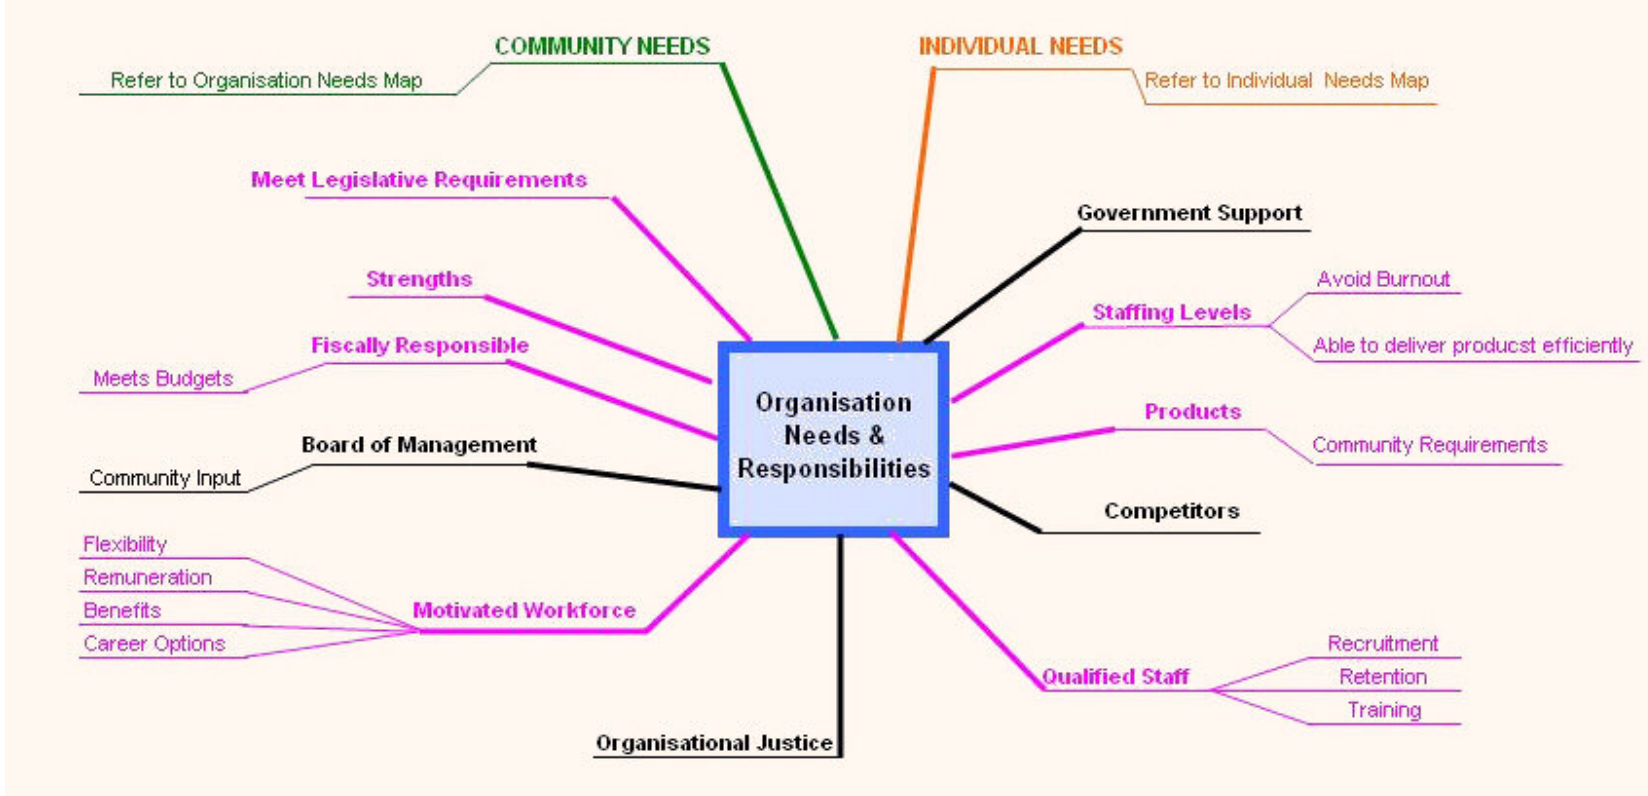 COMMUNITY NEEDS
INDIVIDUAL NEEDS
Refer to Organisation Needs Map
Refer to Individual Needs Map
Meet Legislative Requirements
Government Support
Strengths
Avoid Burnout
Staffing Levels
Fiscally Responsible
Able to deliver producst efficiently
Meets Budgets
Organisation
Needs &
Responsibilities
Products
Board of Management
Community Requirements
Community Input
Competitors
Flexibility
Remuneration
Benefits
Career Options
Motivated Workforce
Recruitment
Qualified Staff
Retention
Training
Organisational Justice